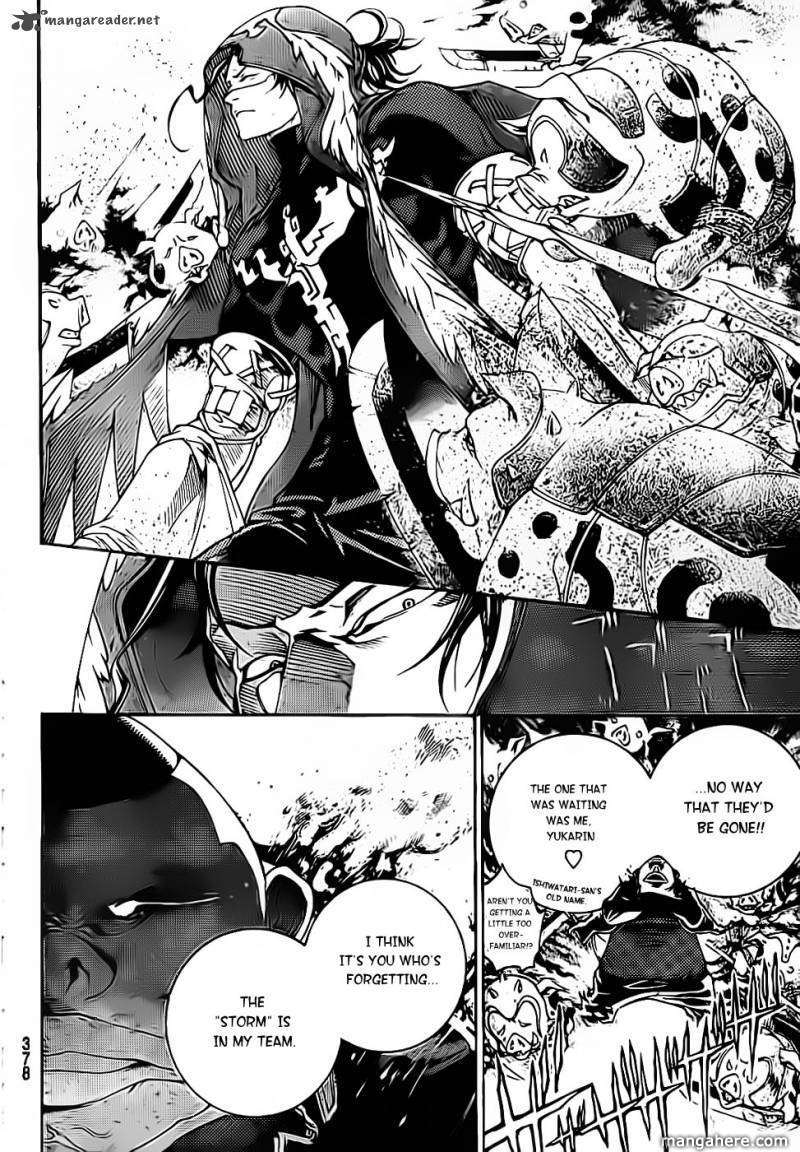 mangareader.net
...NO WAY
THAT THEY'D
BE GONE!!
THE ONE THAT
WAS WAITING
WAS ME,
YUKARIN
♡
ISHIWATARI-SAN'S
OLD NAME.
AREN'T YOU
GETTING A
LITTLE TOO
OVER-
FAMILIAR!?
I THINK
IT'S YOU WHO'S
FORGETTING...
THE
"STORM" IS
IN MY TEAM.
378
mangahere.com